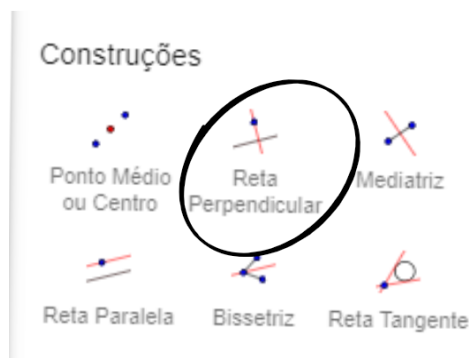 Construções
Ponto Médio
ou Centro
Reta
Perpendicular
Mediatriz
Reta Paralela
Bissetriz
Reta Tangente